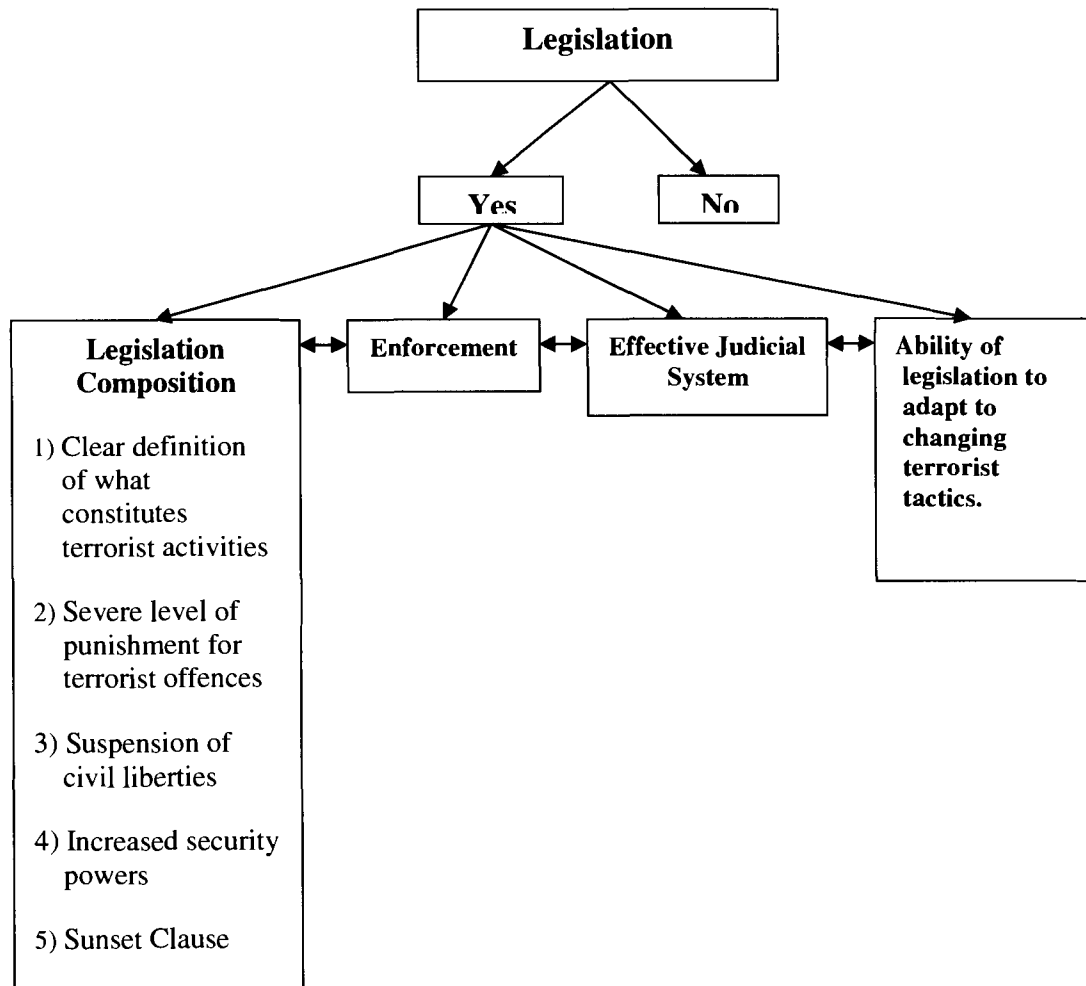 Legislation
Yes
No
Legislation
Composition
1) Clear definition
of what
constitutes
terrorist activities
2) Severe level of
punishment for
terrorist offences
3) Suspension of
civil liberties
4) Increased security
powers
5) Sunset Clause
Enforcement
Effective Judicial
System
Ability of
legislation to
adapt to
changing
terrorist
tactics.